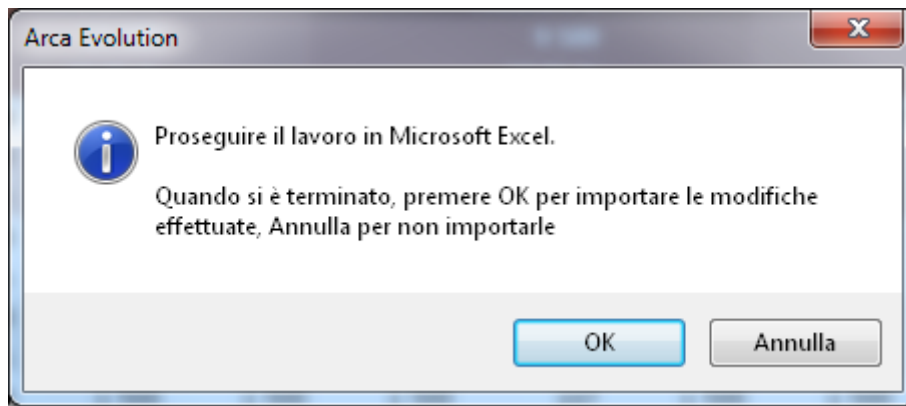 Arca Evolution
Proseguire il lavoro in Microsoft Excel.
Quando si è terminato, premere OK per importare le modifiche
effettuate, Annulla per non importarle
OK
Annulla